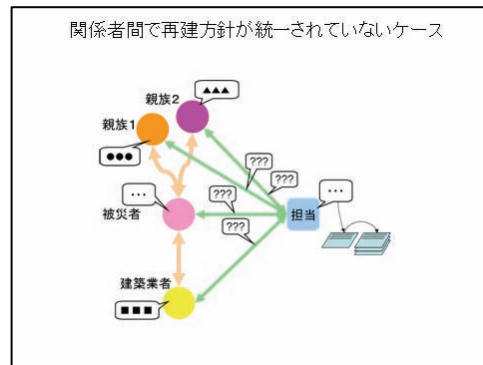 関係者間で再建方針が統一されていないケース
▲▲▲
親族2
親族1
●●●
???
???
…
???
…
被災者
担当
???
建築業者
■■■